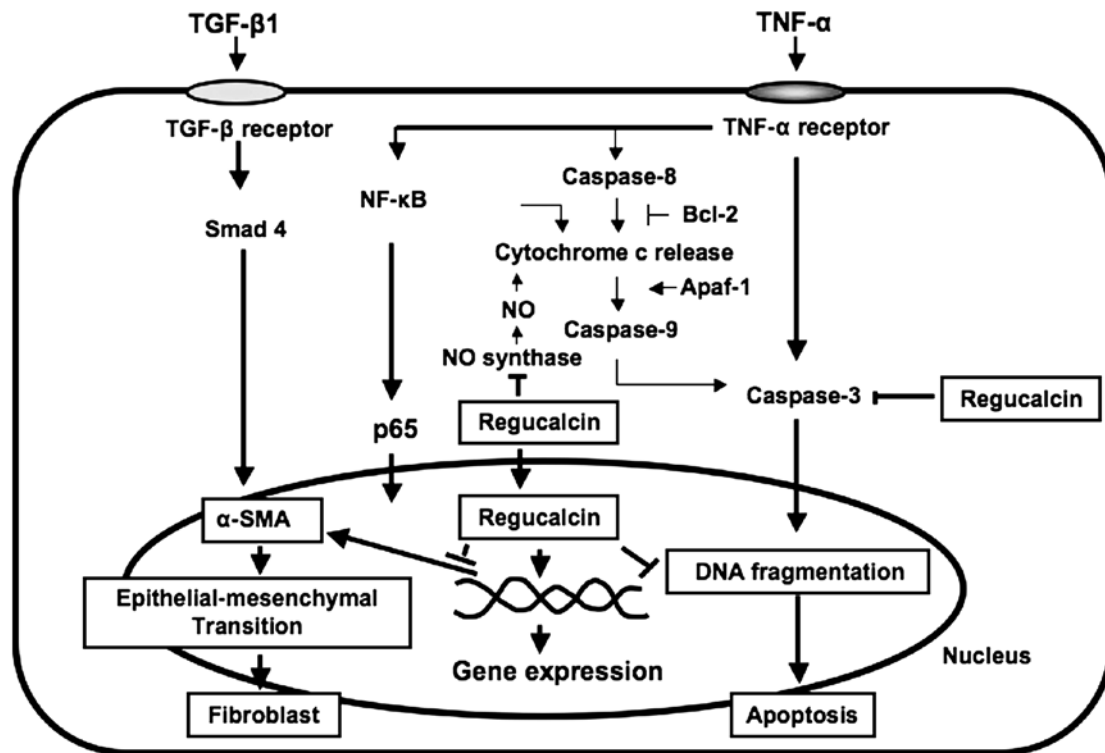 TGF-β1
TNF-α
TGF-β receptor
TNF-α receptor
Caspase-8
NF-κB
Bcl-2
Smad 4
Cytochrome c release
Apaf-1
NO
Caspase-9
NO synthase
Caspase-3
Regucalcin
Regucalcin
p65
α-SMA
Regucalcin
DNA fragmentation
Epithelial-mesenchymal
Transition
Nucleus
Gene expression
Fibroblast
Apoptosis